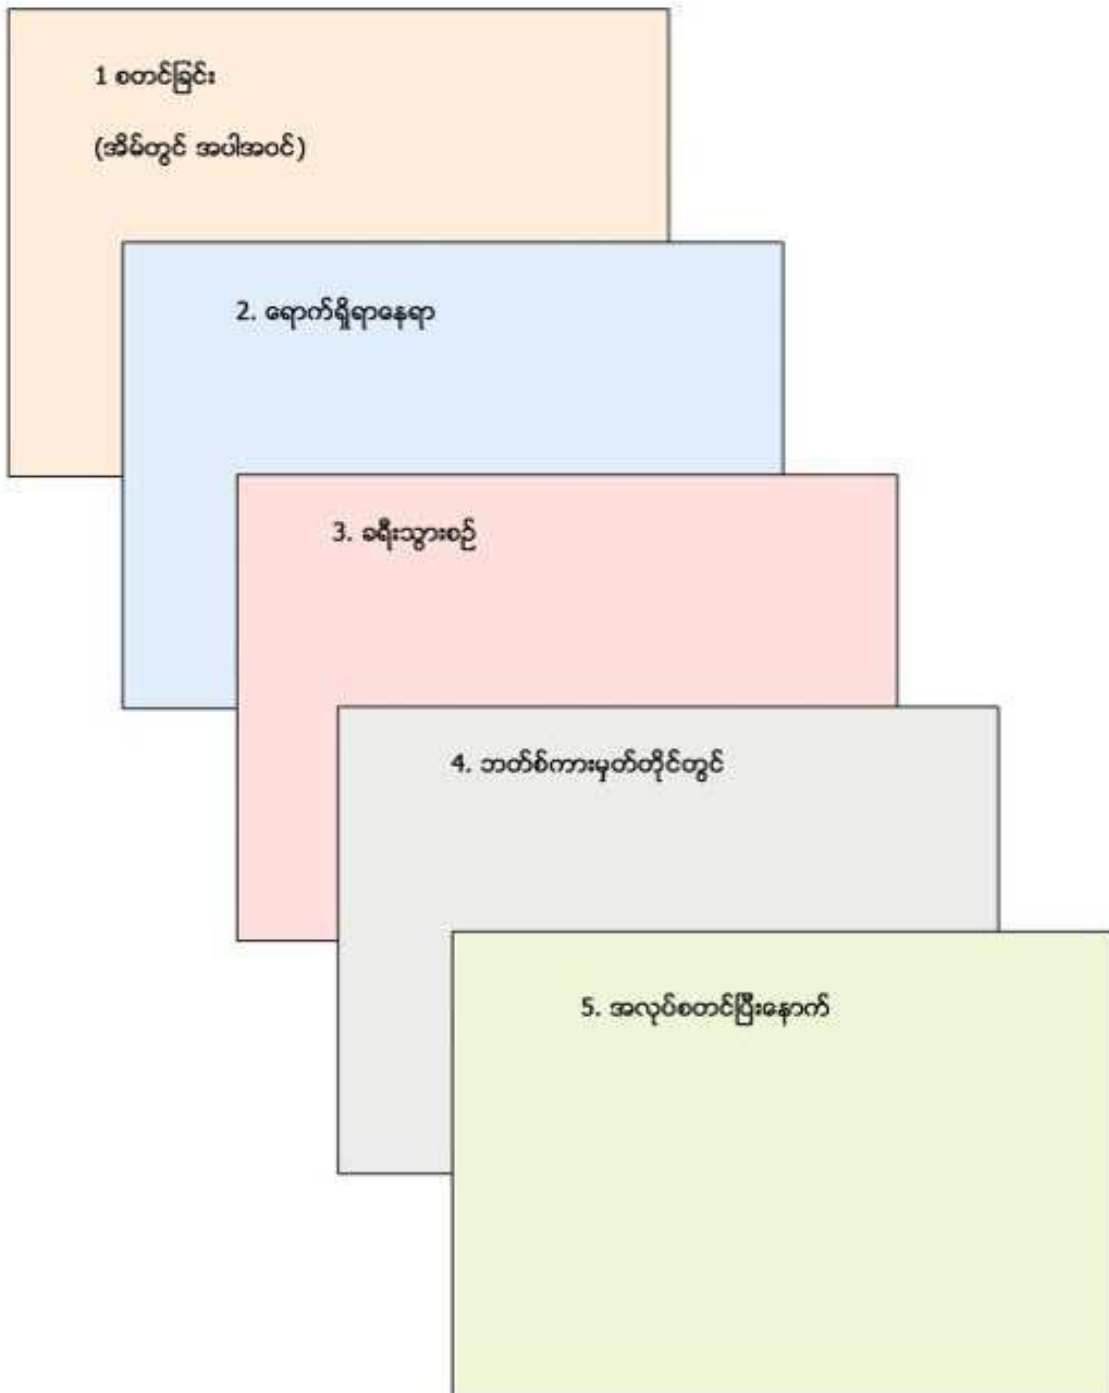 1 စတင်ခြင်း
(အိမ်တွင် အပါအဝင်)
2. ရောက်ရှိရာနေရာ
3. ခရီးသွားစဉ်
4. ဘတ်စ်ကားမှတ်တိုင်တွင်
5. အလုပ်စတင်ပြီးနောက်